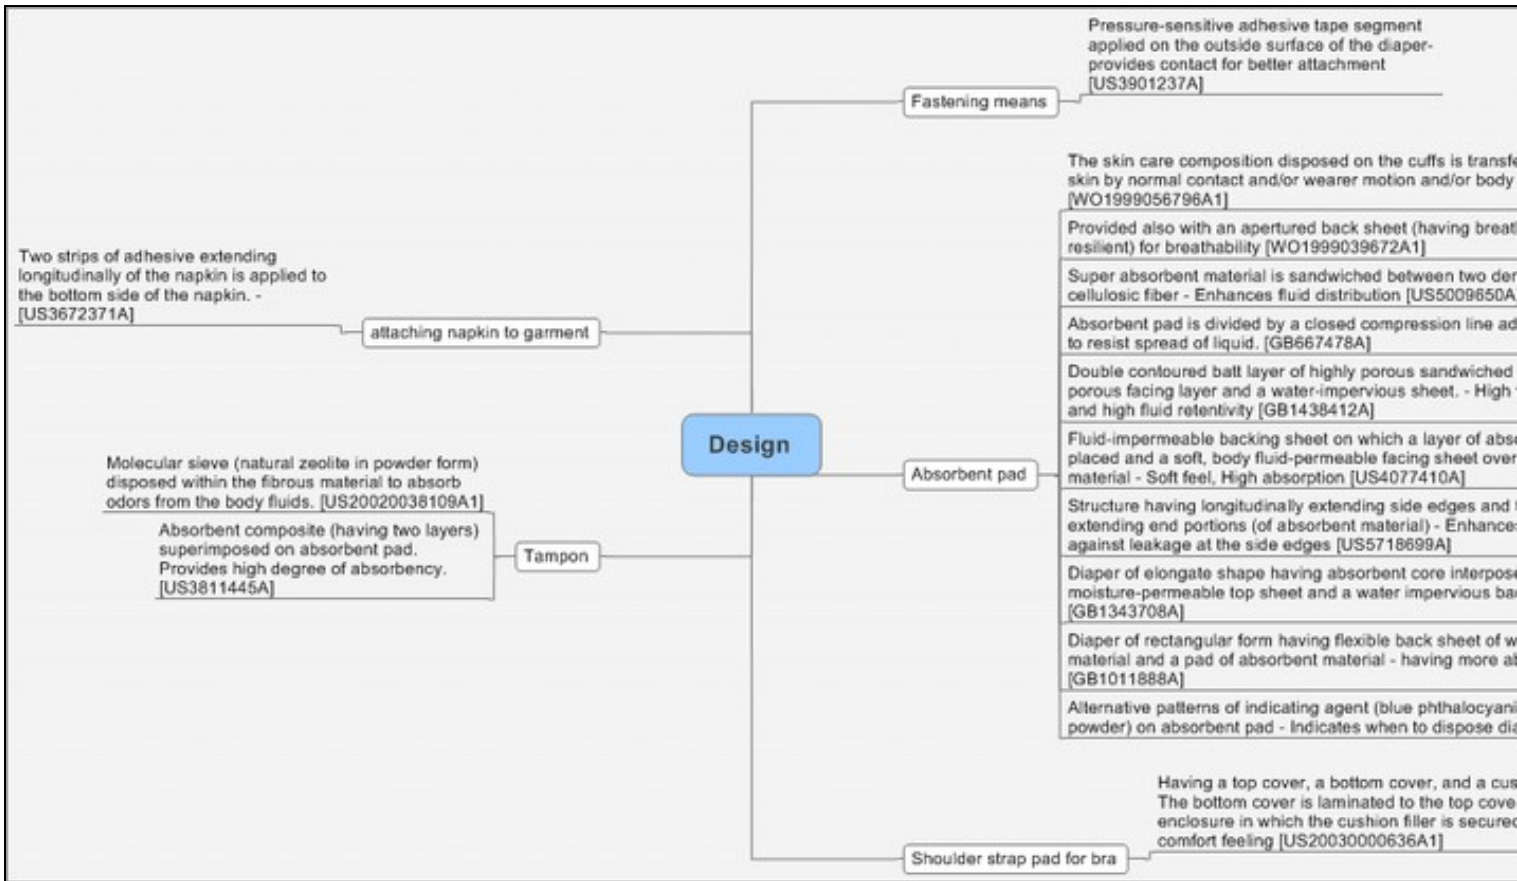 Pressure-sensitive adhesive tape segment
applied on the outside surface of the diaper-
provides contact for better attachment
[US3901237A]
Fastening means
The skin care composition disposed on the cuffs is
skin by normal contact and/or wearer motion and/or body
[WO1999056796A1]
Provided also with an apertured back sheet (having
resilient) for breathability [WO1999039672A1]
Super absorbent material is sandwiched between two
cellulosic fiber - Enhances fluid distribution [US5009650A
Absorbent pad is divided by a closed compression line
to resist spread of liquid. [GB667478A]
Double contoured batt layer of highly porous sandwiched
porous facing layer and a water-impervious sheet. - High
and high fluid retentivity [GB1438412A]
Fluid-impermeable backing sheet on which a layer of
placed and a soft, body fluid-permeable facing sheet over
material - Soft feel, High absorption [US4077410A]
Structure having longitudinally extending side edges and
extending end portions (of absorbent material) -
against leakage at the side edges [US5718699A]
Diaper of elongate shape having absorbent core
moisture-permeable top sheet and a water impervious
[GB1343708A]
Diaper of rectangular form having flexible back sheet of
material and a pad of absorbent material - having more
[GB1011888A]
Alternative patterns of indicating agent (blue
powder) on absorbent pad - Indicates when to dispose
Absorbent pad
Having a top cover, a bottom cover, and a
The bottom cover is laminated to the top
enclosure in which the cushion filler is
comfort feeling [US20030000636A1]
Shoulder strap pad for bra
Design
Two strips of adhesive extending
longitudinally of the napkin is applied to
the bottom side of the napkin. -
[US3672371A]
attaching napkin to garment
Molecular sieve (natural zeolite in powder form)
disposed within the fibrous material to absorb
odors from the body fluids. [US20020038109A1]
Absorbent composite (having two layers)
superimposed on absorbent pad.
Provides high degree of absorbency.
[US3811445A]
Tampon